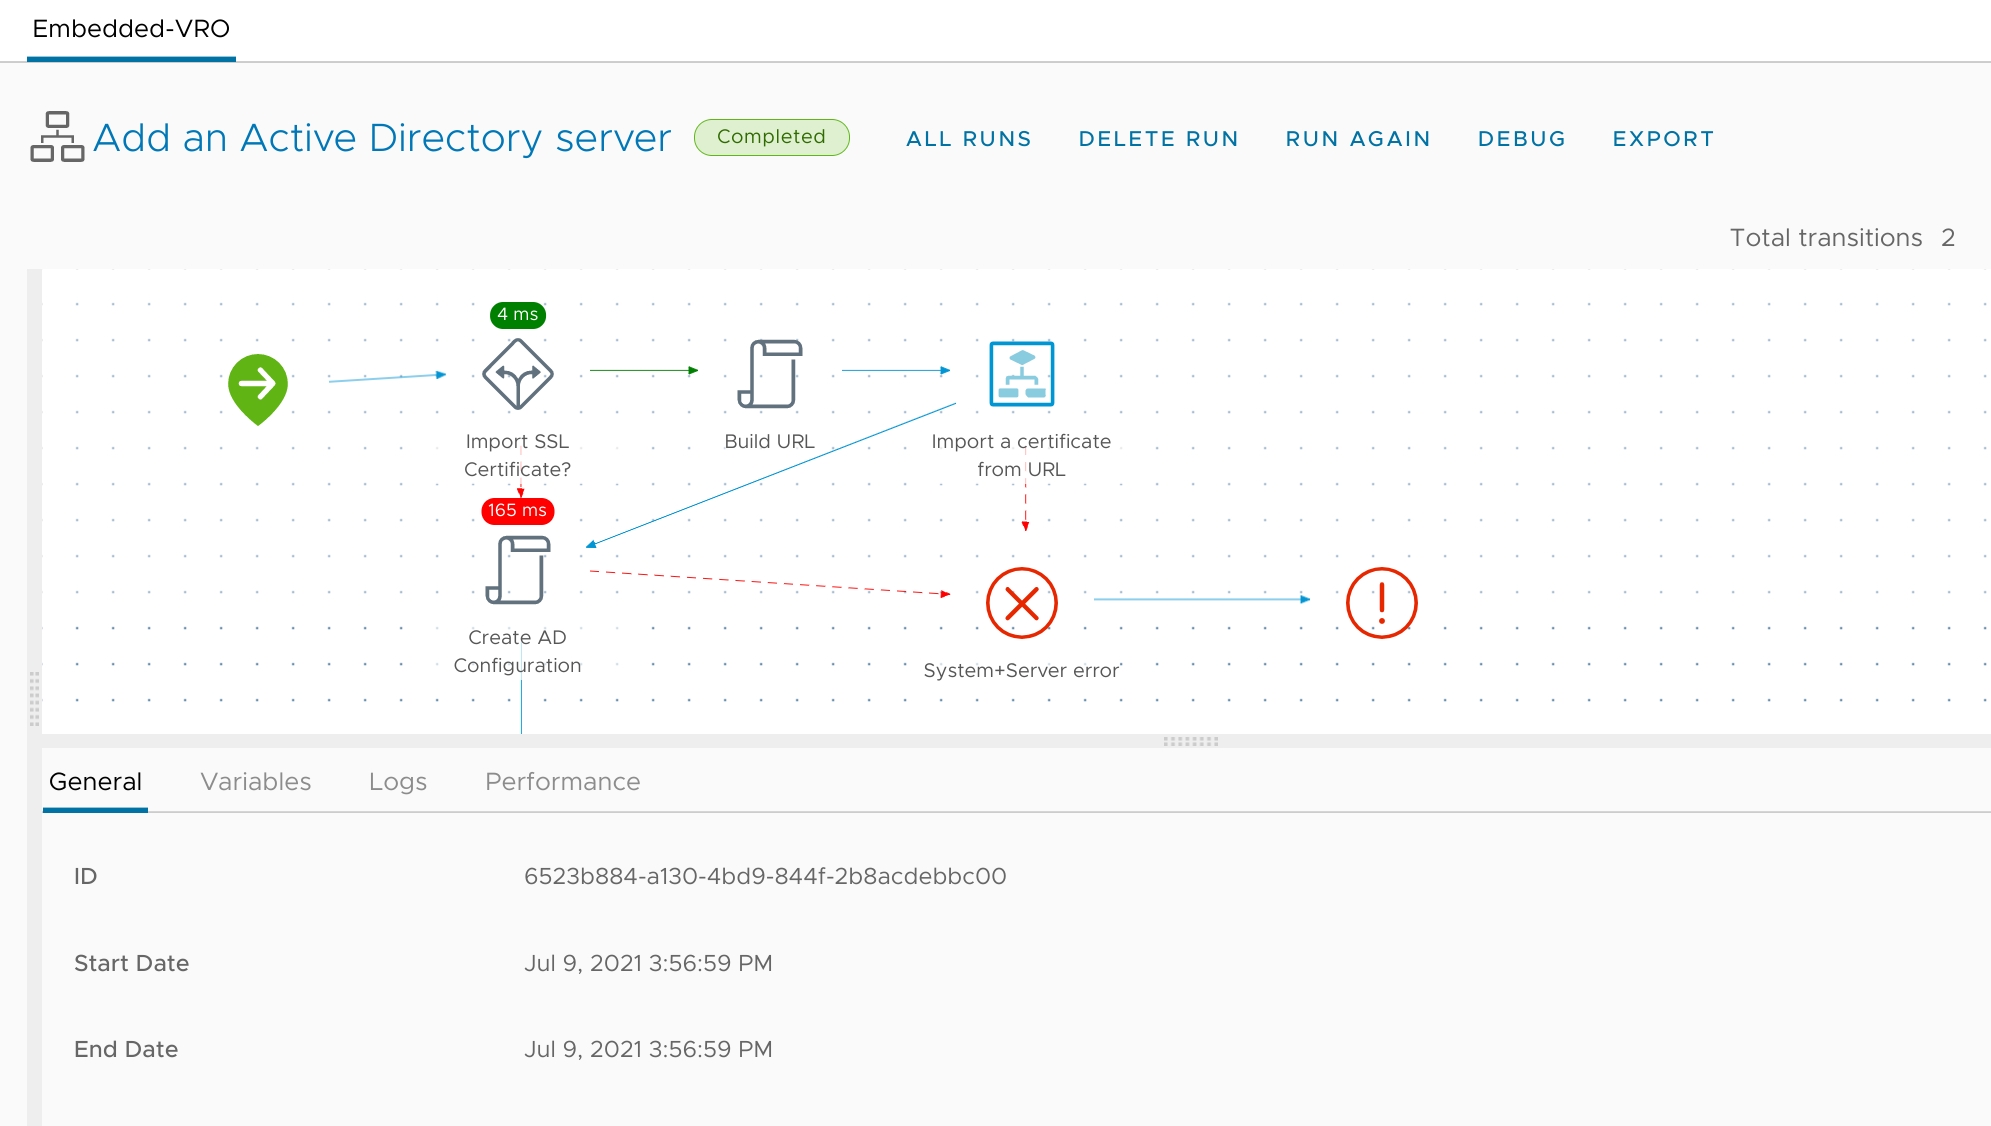 Embedded-VRO
Add an Active Directory server Completed ALL RUNS DELETE RUN RUN AGAIN DEBUG EXPORT
Total transitions 2
4 ms
Import SSL
Certificate?
Build URL
Import a certificate
from URL
165 ms
Create AD
Configuration
System+Server error
General Variables Logs Performance
ID 6523b884-a130-4bd9-844f-2b8acdebbc00
Start Date Jul 9, 2021 3:56:59 PM
End Date Jul 9, 2021 3:56:59 PM